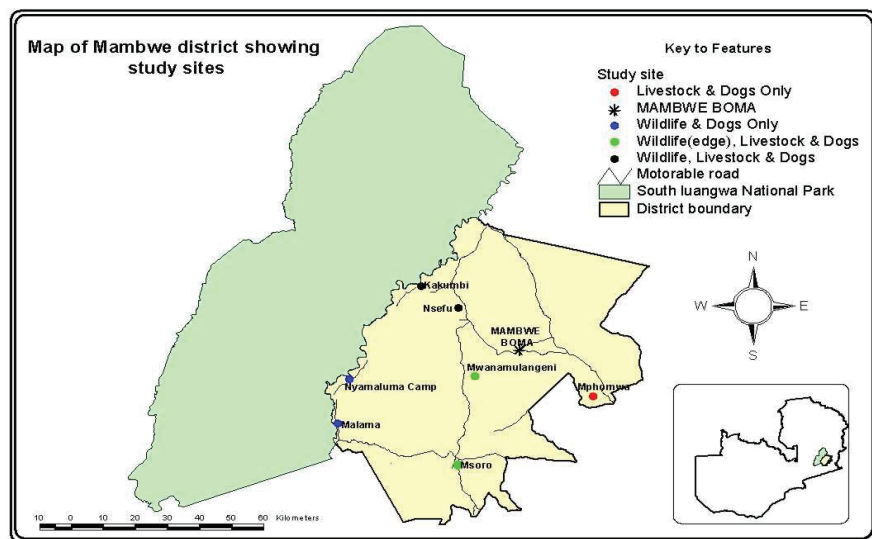 Map of Mambwe district showing
study sites
Key to Features
Study site
Livestock & Dogs Only
MAMBWE BOMA
Wildlife & Dogs Only
Wildlife(edge), Livestock & Dogs
Wildlife, Livestock & Dogs
Motorable road
South luangwa National Park
District boundary
N
W E
S
Kakumbi
Nsefu
MAMBWE
BOMA
Mwanamulangeni
Nyamaluma Camp
Mphomwa
Malama
Msoro
10 0 10 20 30 40 50 60 Kilometers